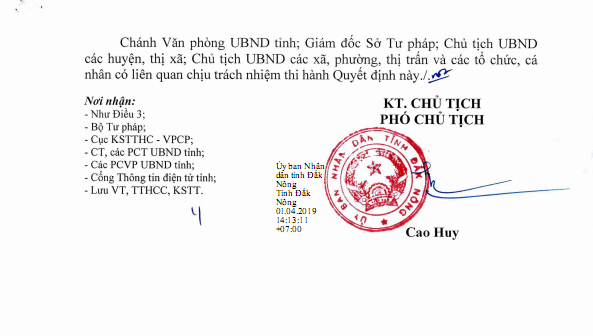 Chánh Văn phòng UBND tỉnh; Giám đốc Sở Tư pháp; Chủ tịch UBND
các huyện, thị xã; Chủ tịch UBND các xã, phường, thị trấn và các tổ chức, cá
nhân có liên quan chịu trách nhiệm thi hành Quyết định này./.
Nơi nhận:
- Như Điều 3;
- Bộ Tư pháp;
- Cục KSTTHC - VPCP;
- CT, các PCT UBND tỉnh;
- Các PCVP UBND tỉnh;
- Cổng Thông tin điện tử tỉnh;
- Lưu VT, TTHCC, KSTT.
4
KT. CHỦ TỊCH
PHÓ CHỦ TỊCH
Ủy ban Nhân
dân tỉnh Đắk
Nông
Tỉnh Đắk
Nông
01.04.2019
14:13:11
+07:00
ỦY BAN NHÂN DÂN TỈNH ĐẮK NÔNG
Cao Huy